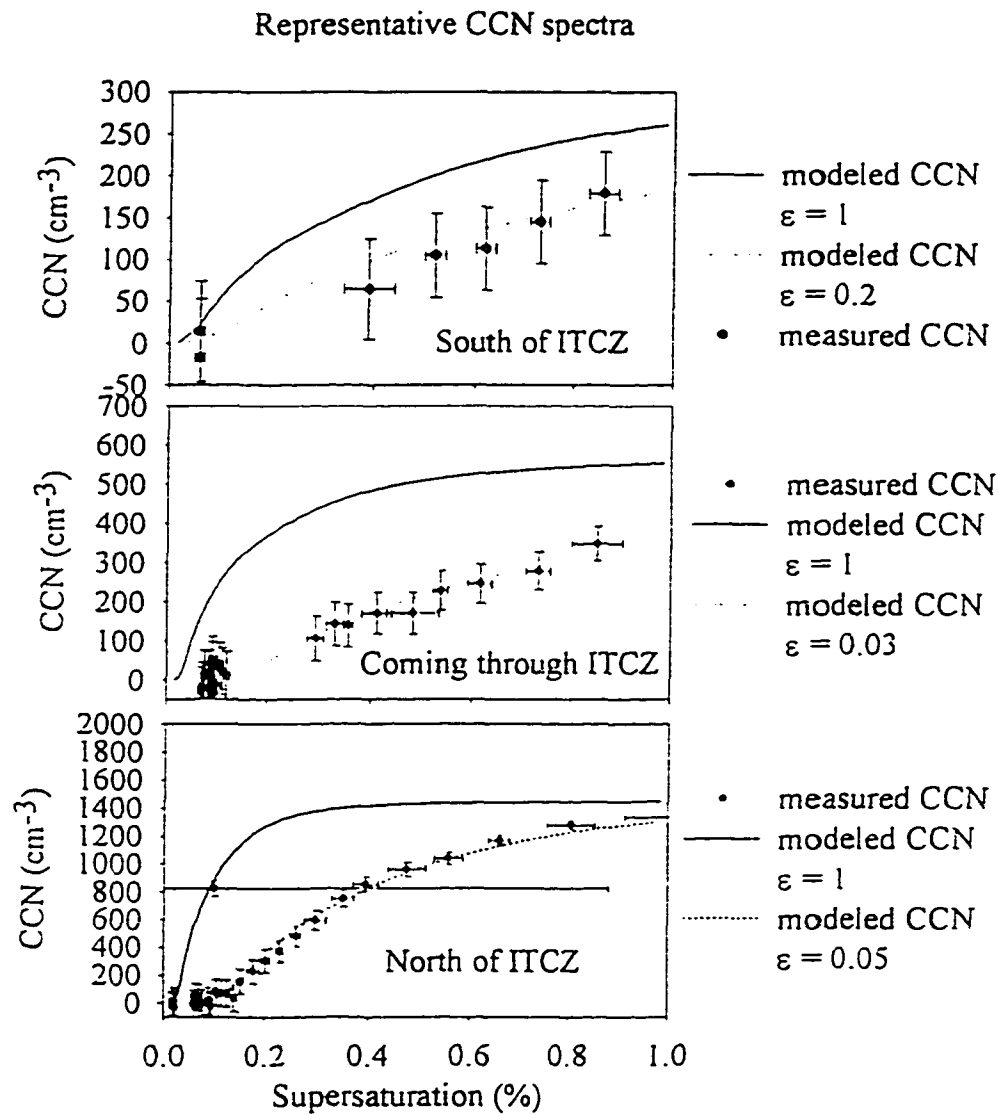 Representative CCN spectra
300
250
200
150
100
50
0
-50
CCN (cm-3)
South of ITCZ
modeled CCN
ε = 1
modeled CCN
ε = 0.2
measured CCN
700
600
500
400
300
200
100
0
CCN (cm-3)
Coming through ITCZ
measured CCN
modeled CCN
ε = 1
modeled CCN
ε = 0.03
2000
1800
1600
1400
1200
1000
800
600
400
200
0
CCN (cm-3)
North of ITCZ
measured CCN
modeled CCN
ε = 1
modeled CCN
ε = 0.05
0.0 0.2 0.4 0.6 0.8 1.0
Supersaturation (%)